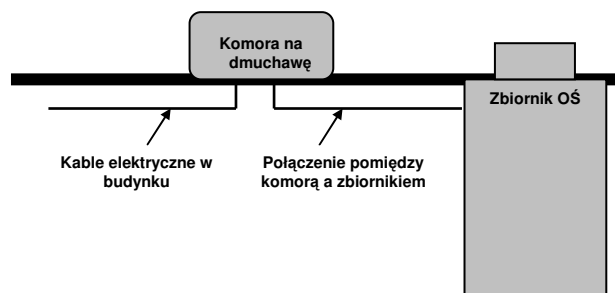 Komora na
dmuchawę
Zbiornik OŚ
Kable elektryczne w
budynku
Połączenie pomiędzy
komorą a zbiornikiem